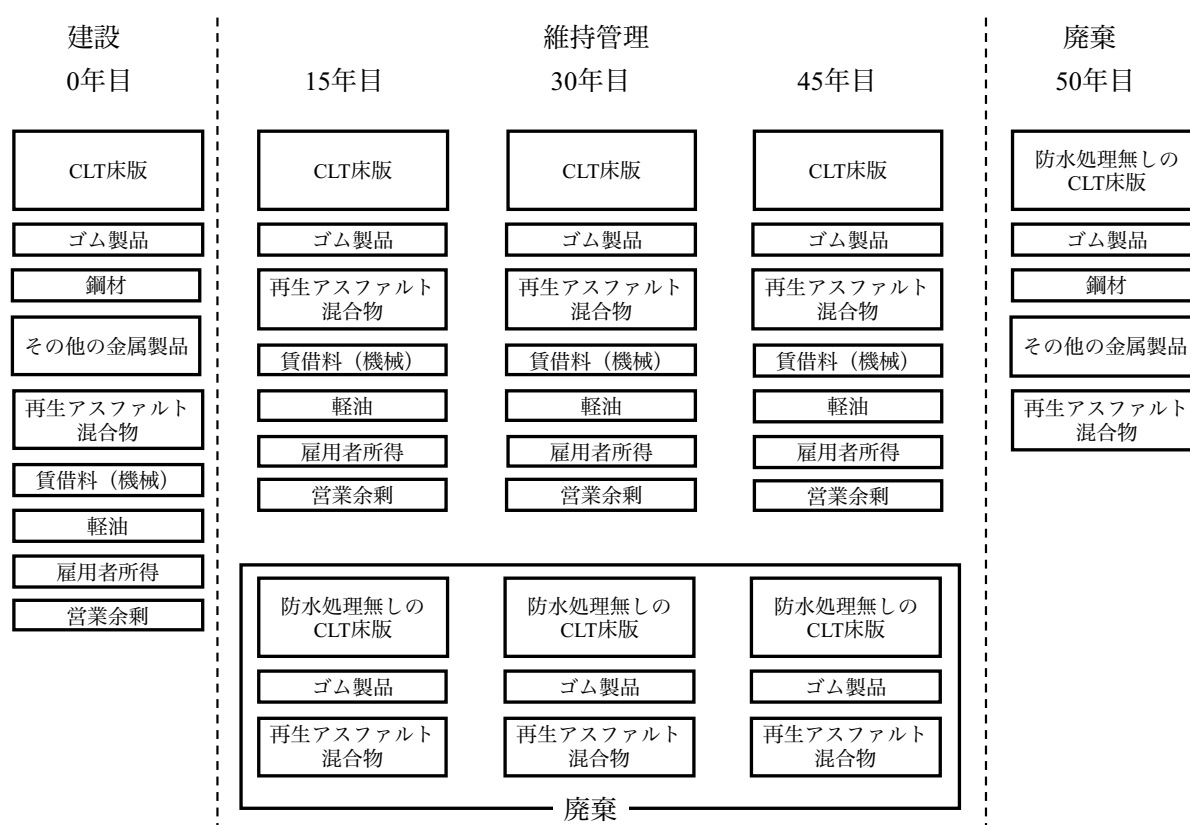 建設
0年目
CLT床版
ゴム製品
鋼材
その他の金属製品
再生アスファルト
混合物
賃借料（機械）
軽油
雇用者所得
営業余剰
維持管理
15年目
CLT床版
ゴム製品
再生アスファルト
混合物
賃借料（機械）
軽油
雇用者所得
営業余剰
30年目
CLT床版
ゴム製品
再生アスファルト
混合物
賃借料（機械）
軽油
雇用者所得
営業余剰
45年目
CLT床版
ゴム製品
再生アスファルト
混合物
賃借料（機械）
軽油
雇用者所得
営業余剰
防水処理無しの
CLT床版
ゴム製品
再生アスファルト
混合物
防水処理無しの
CLT床版
ゴム製品
再生アスファルト
混合物
防水処理無しの
CLT床版
ゴム製品
再生アスファルト
混合物
廃棄
廃棄
50年目
防水処理無しの
CLT床版
ゴム製品
鋼材
その他の金属製品
再生アスファルト
混合物